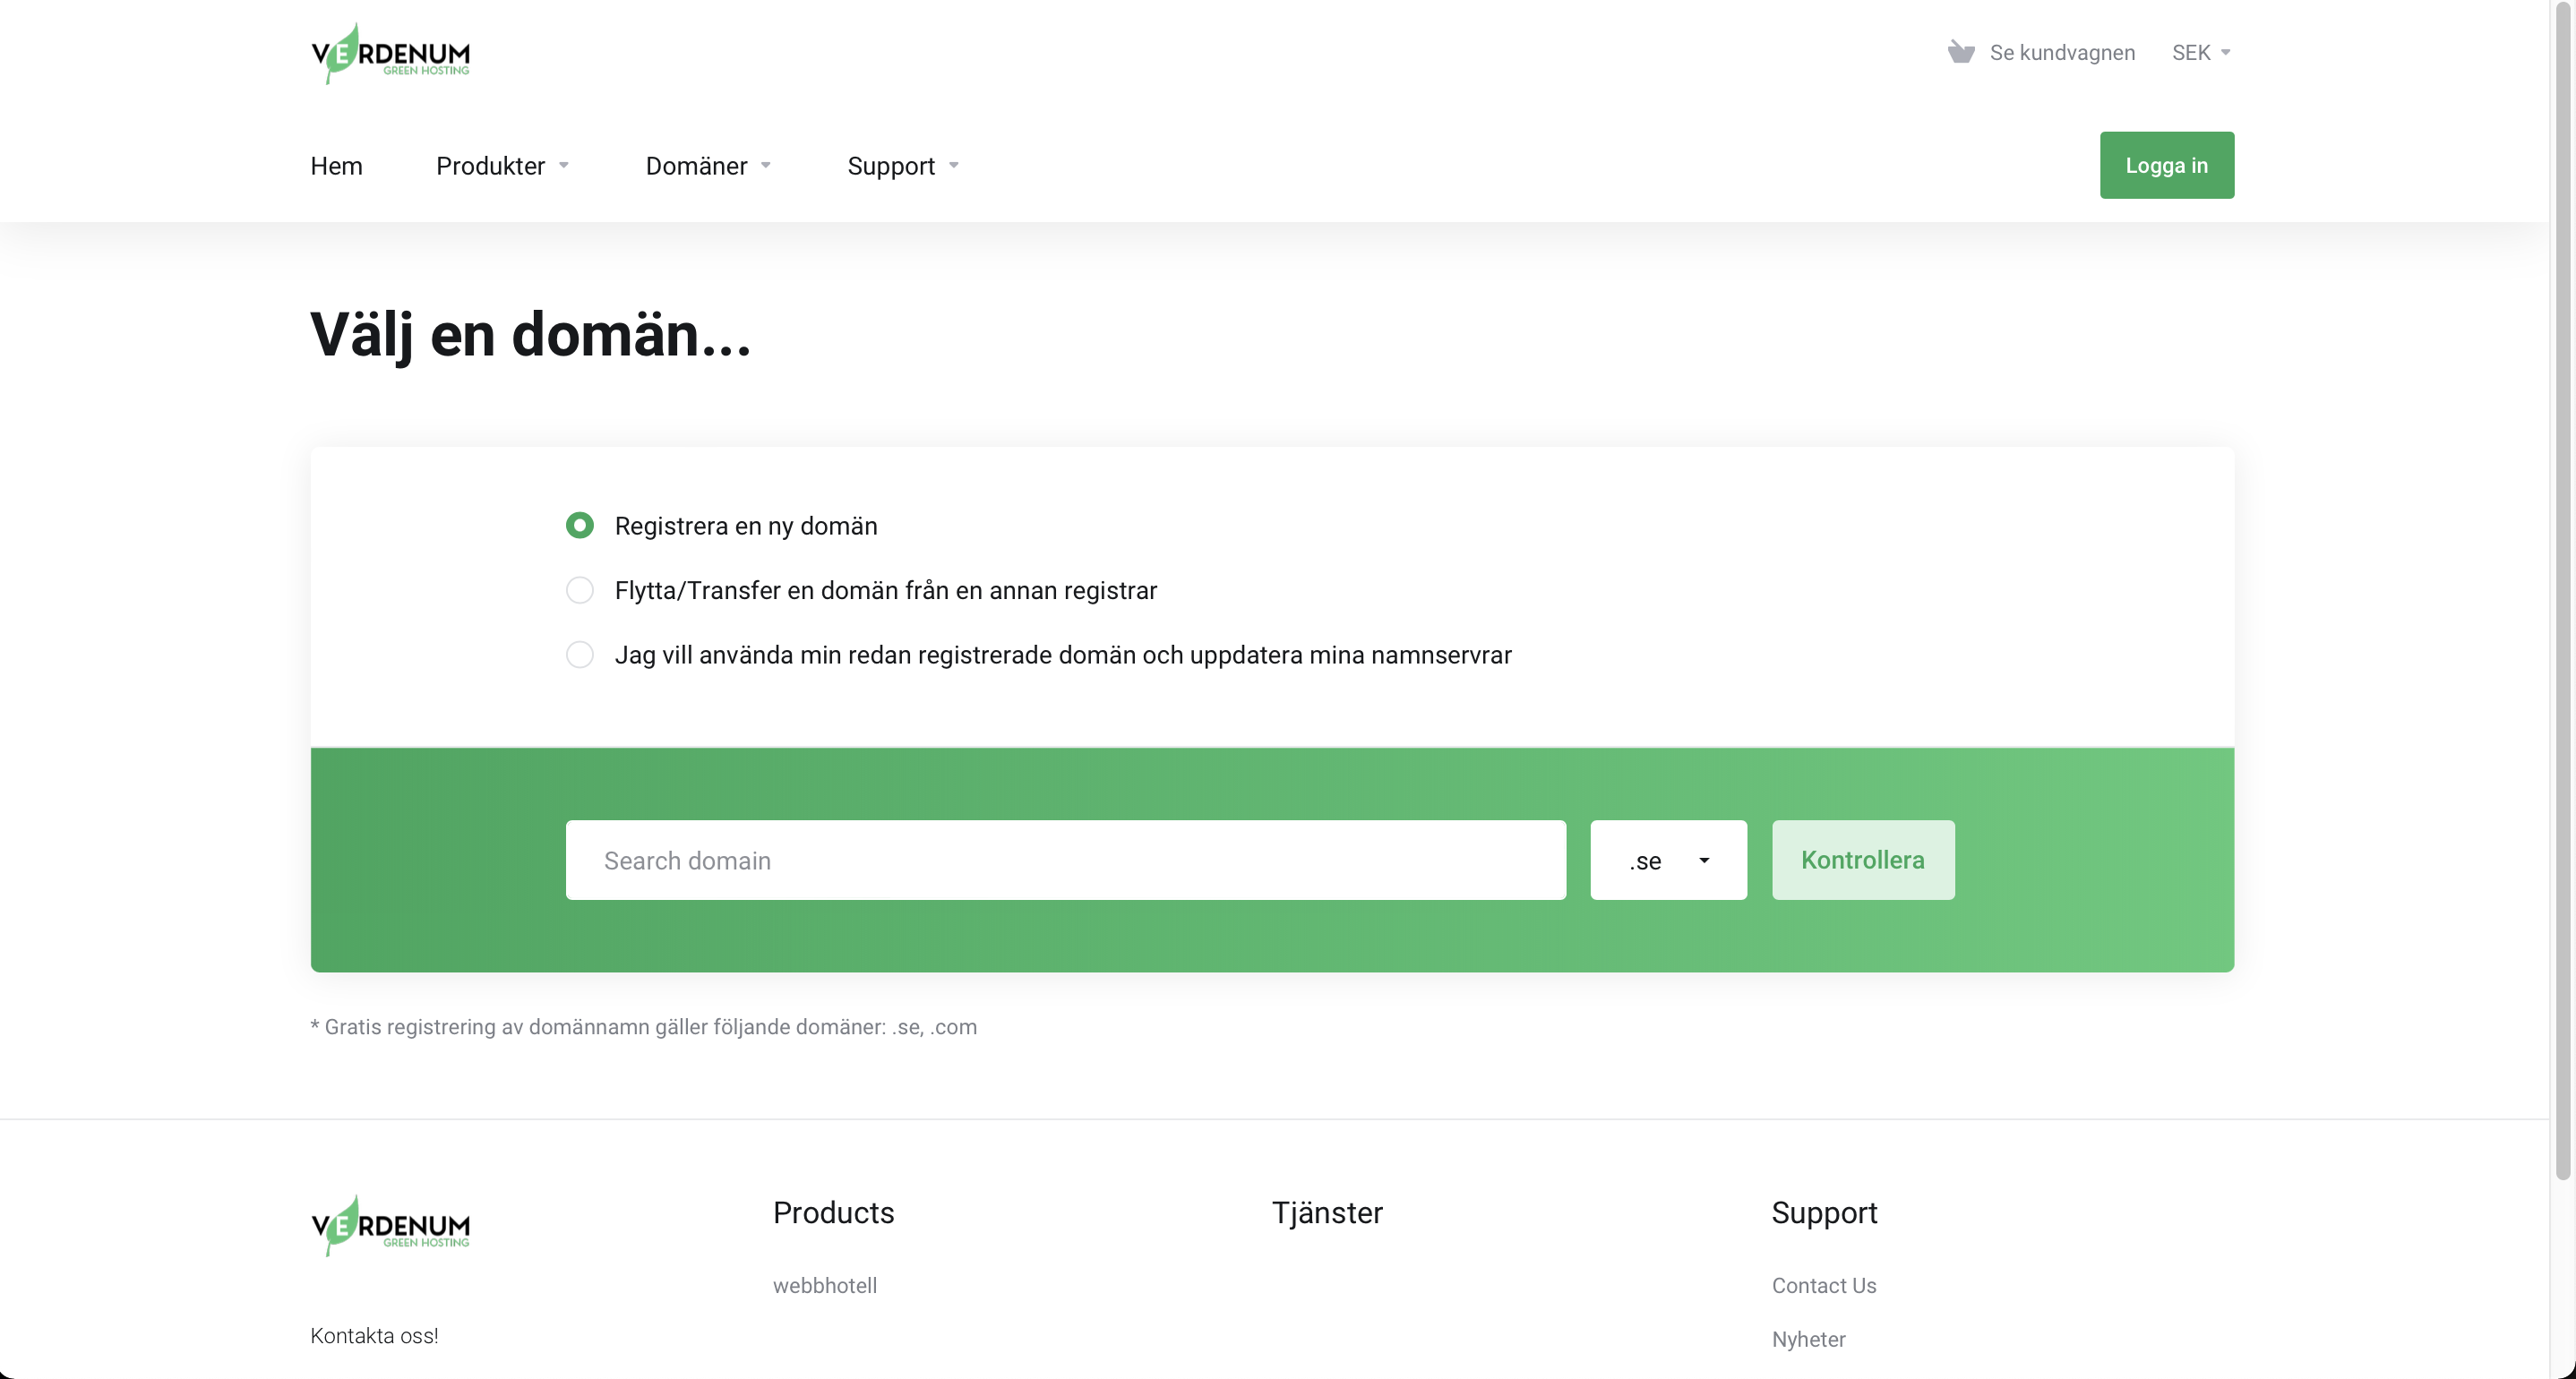 VERDENUM
GREEN HOSTING
Se kundvagnen
SEK
Hem
Produkter
Domäner
Support
Logga in
Välj en domän...
Registrera en ny domän
Flytta/Transfer en domän från en annan registrar
Jag vill använda min redan registrerade domän och uppdatera mina namnservrar
Search domain
.se
Kontrollera
* Gratis registrering av domännamn gäller följande domäner: .se, .com
VERDENUM
GREEN HOSTING
Kontakta oss!
Products
webbhotell
Tjänster
Support
Contact Us
Nyheter